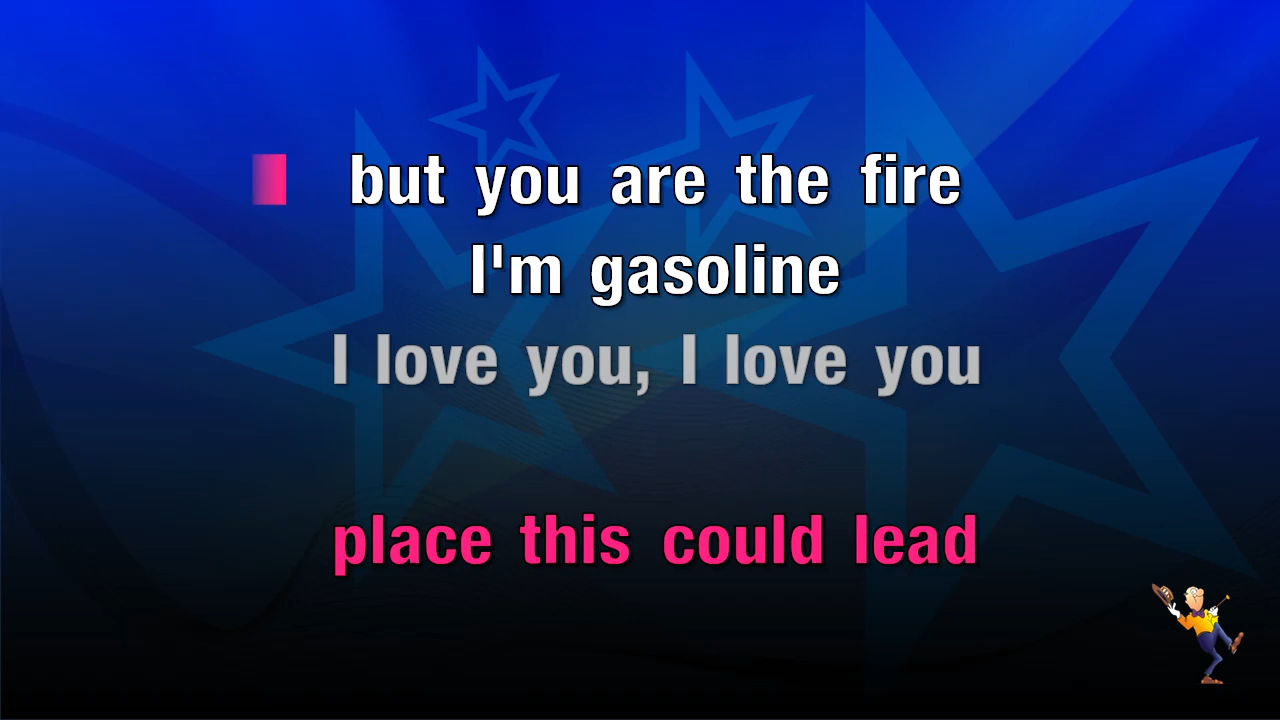 but you are the fire
I'm gasoline
I love you, I love you
place this could lead